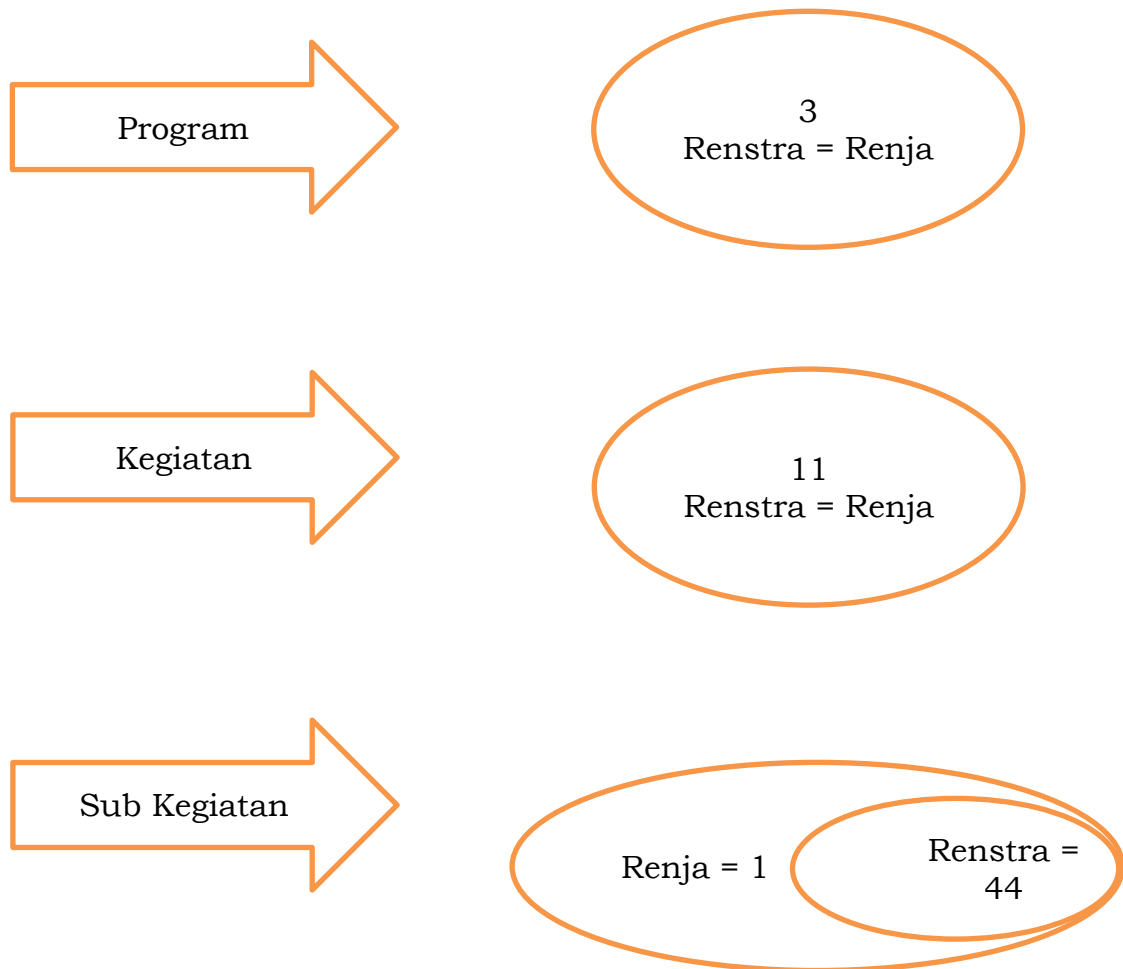 Program
3
Renstra = Renja
Kegiatan
11
Renstra = Renja
Sub Kegiatan
Renja = 1
Renstra =
44